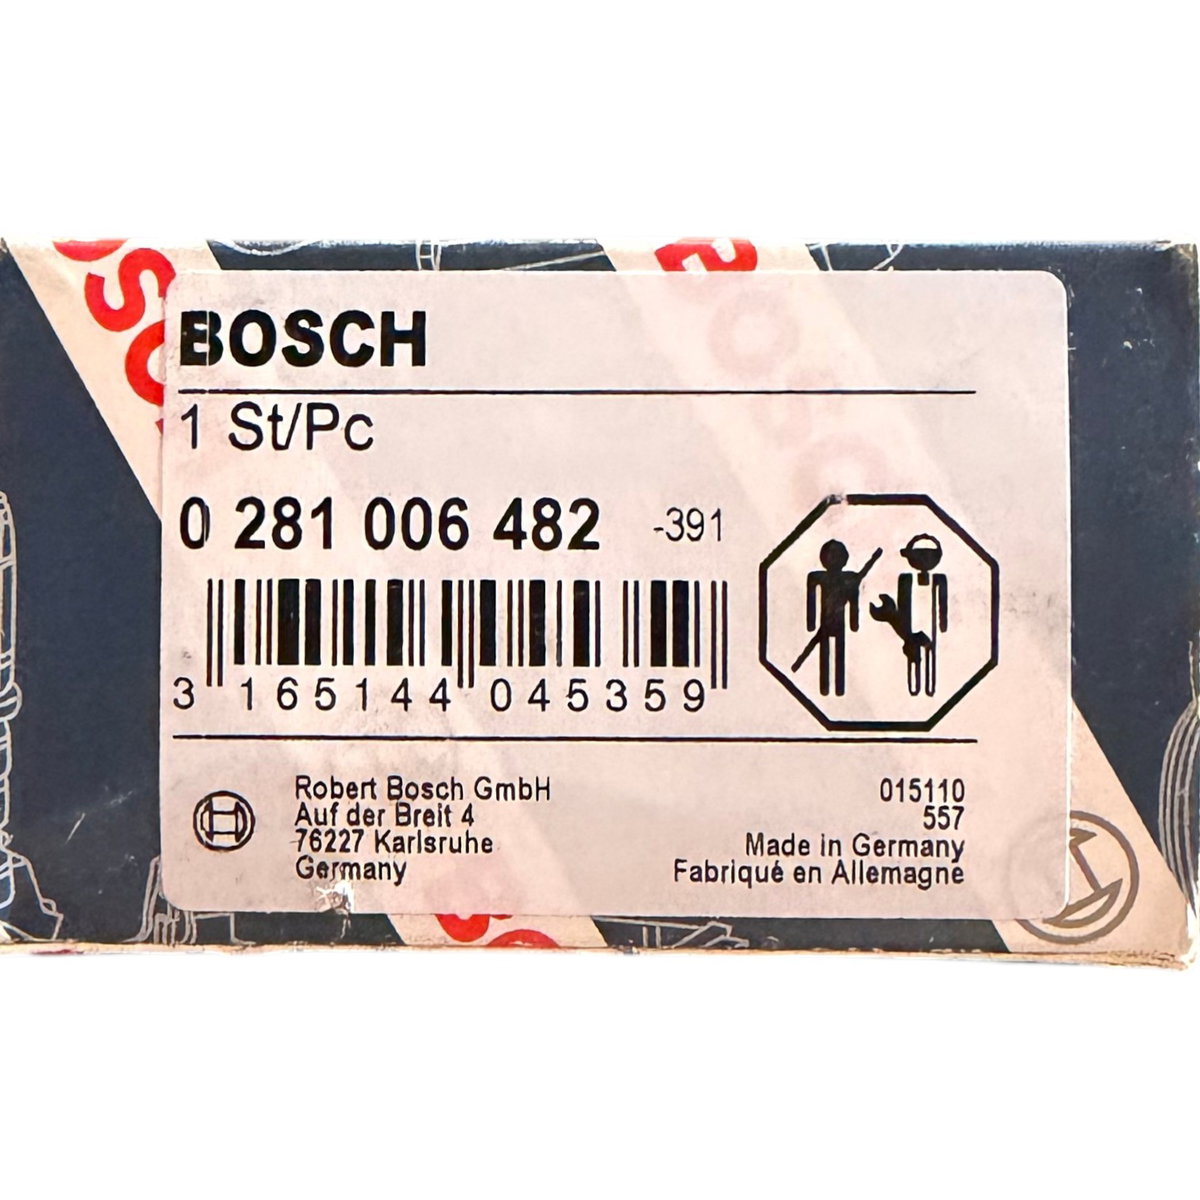 BOSCH
1 St/Pc
0 281 006 482 -391
3 165144 045359
Robert Bosch GmbH
Auf der Breit 4
76227 Karlsruhe
Germany
015110
557
Made in Germany
Fabriqué en Allemagne